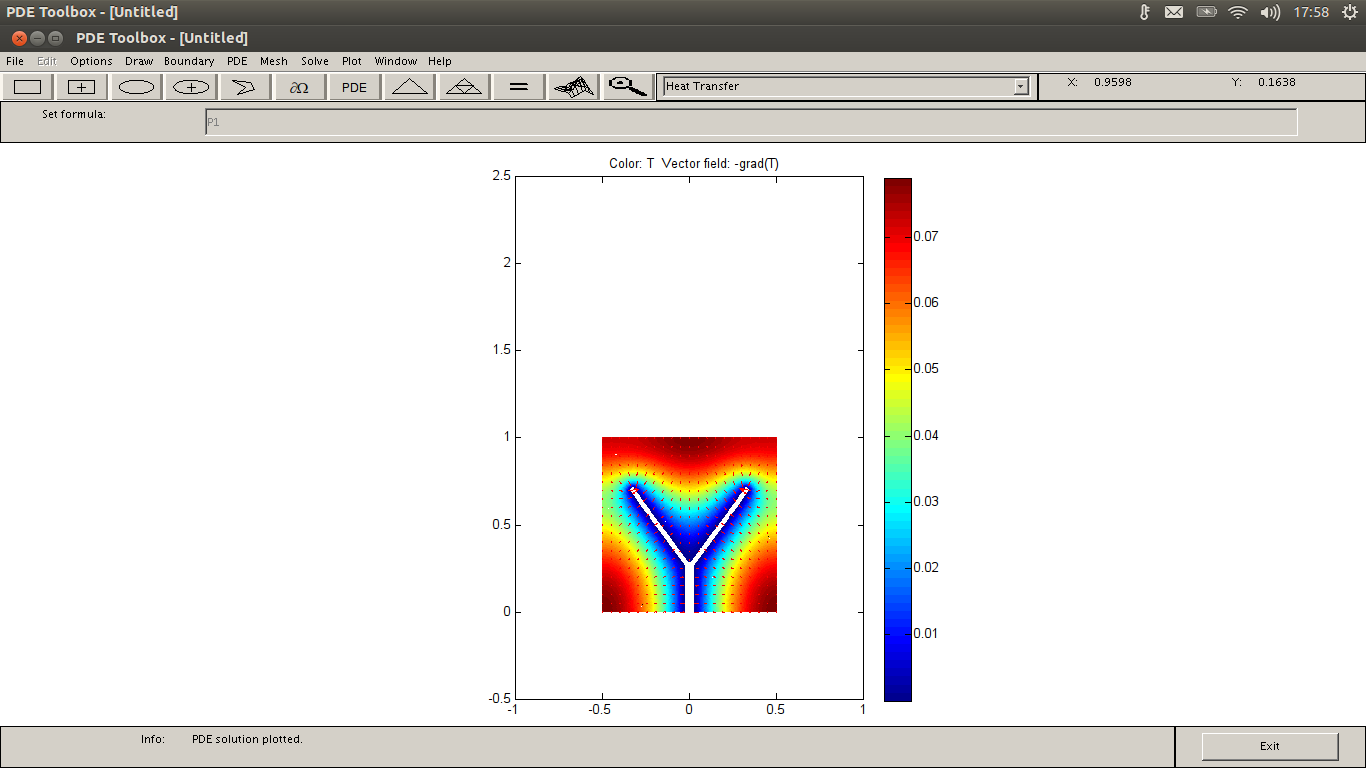 PDE Toolbox - [Untitled] 17:58
PDE Toolbox - [Untitled]
File Edit Options Draw Boundary PDE Mesh Solve Plot Window Help
∂Ω PDE = Heat Transfer X: 0.9598 Y: 0.1638
Set formula: P1
Color: T Vector field: -grad(T)
2.5
2
1.5
1
0.5
0
-0.5
-1 -0.5 0 0.5 1
0.07
0.06
0.05
0.04
0.03
0.02
0.01
Info: PDE solution plotted. Exit